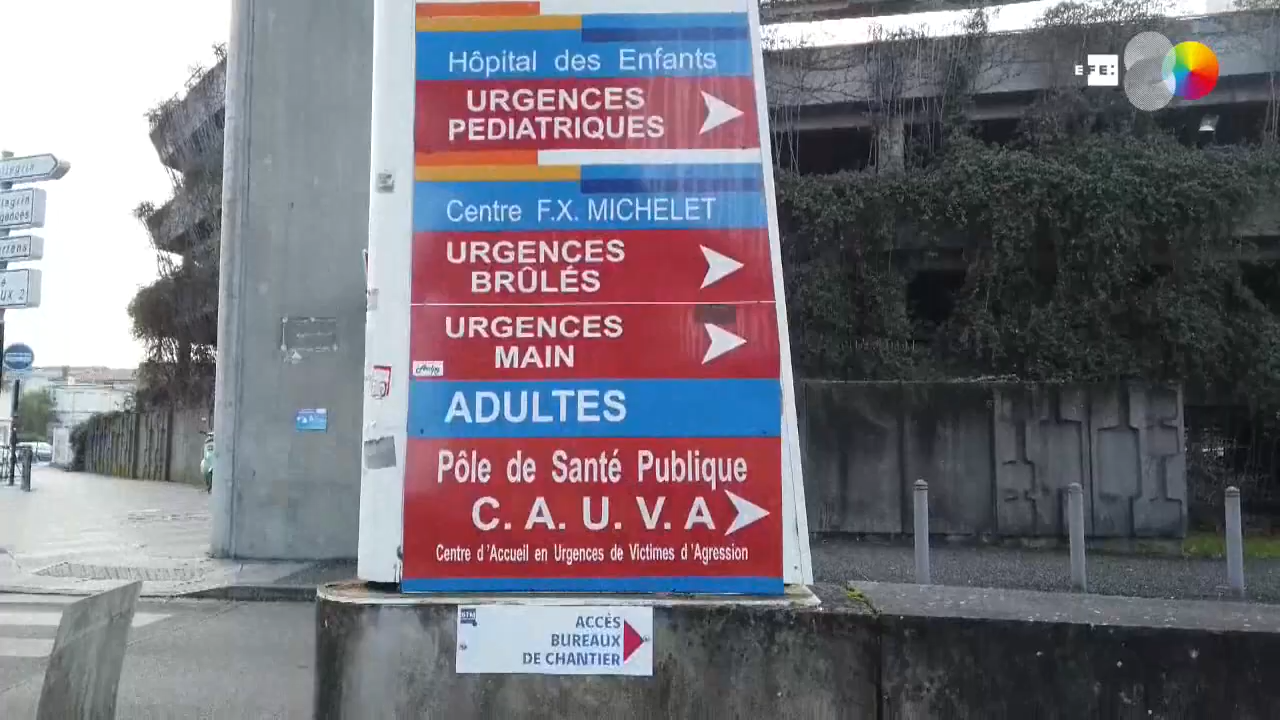 Hôpital des Enfants
URGENCES
PEDIATRIQUES
Centre F.X. MICHELET
URGENCES
BRÛLÉS
URGENCES
MAIN
ADULTES
Pôle de Santé Publique
C. A. U. V. A
Centre d'Accueil en Urgences de Victimes d'Agression
ACCÈS
BUREAUX
DE CHANTIER
EFE: